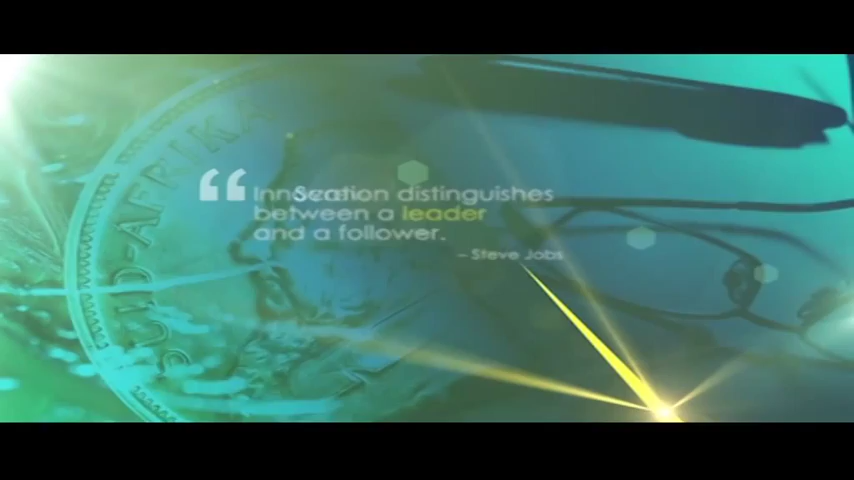 SUID-AFRIKA
“
distinguishes
between a leader
and a follower.
– Steve Jobs